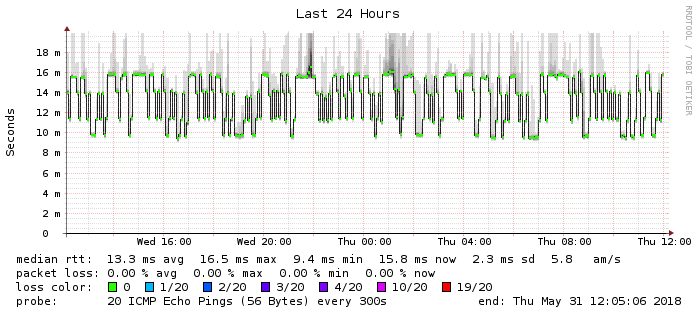 Last 24 Hours
RRDTOOL / TOBI OETIKER
Seconds
18 m
16 m
14 m
12 m
10 m
8 m
6 m
4 m
2 m
0
Wed 16:00 Wed 20:00 Thu 00:00 Thu 04:00 Thu 08:00 Thu 12:00
median rtt: 13.3 ms avg 16.5 ms max 9.4 ms min 15.8 ms now 2.3 ms sd 5.8 am/s
packet loss: 0.00 % avg 0.00 % max 0.00 % min 0.00 % now
loss color: 0 1/20 2/20 3/20 4/20 10/20 19/20
probe: 20 ICMP Echo Pings (56 Bytes) every 300s end: Thu May 31 12:05:06 2018